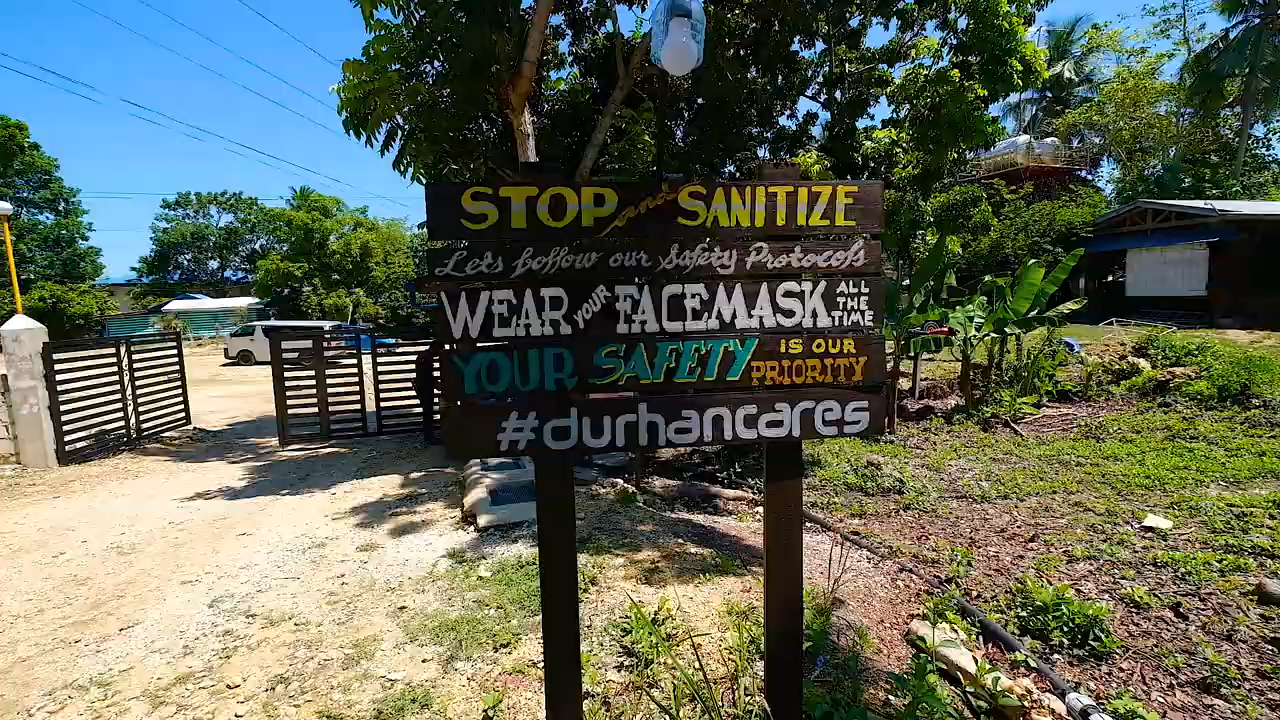 STOP and SANITIZE
Lets follow our Safety Protocols
WEAR YOUR FACEMASK ALL THE TIME
YOUR SAFETY IS OUR PRIORITY
#durhancares